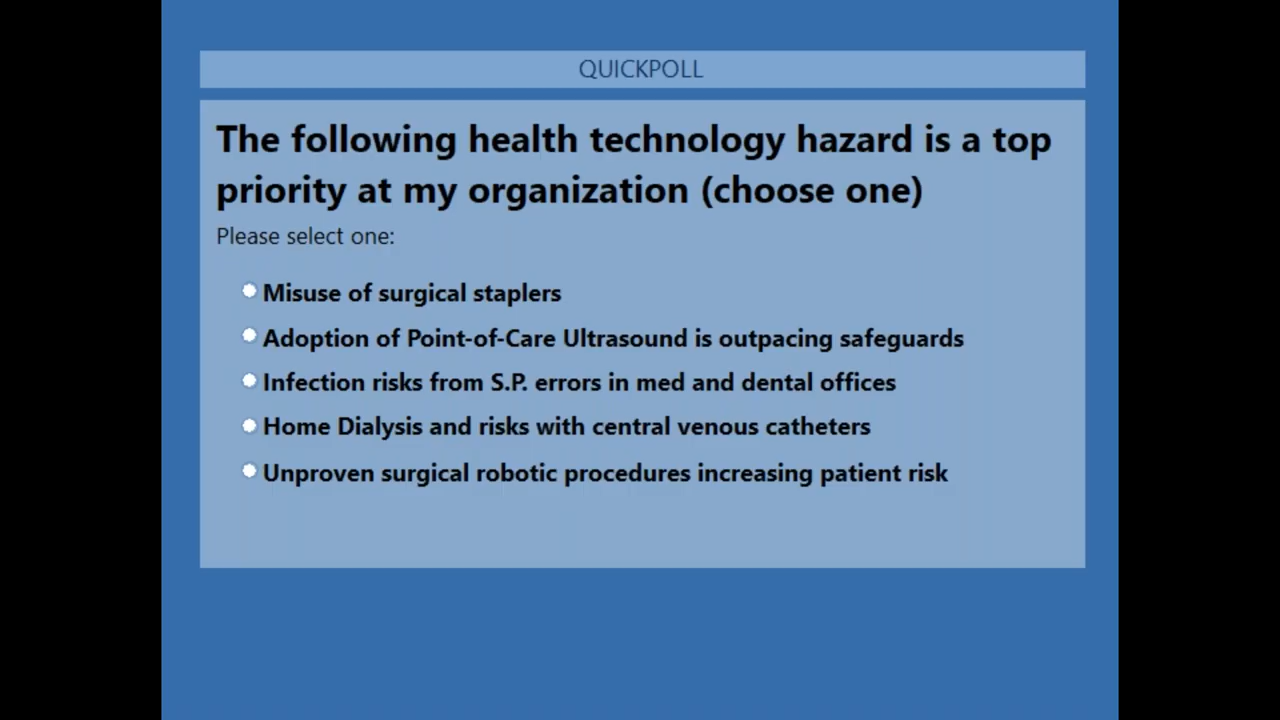 QUICKPOLL
The following health technology hazard is a top
priority at my organization (choose one)
Please select one:
Misuse of surgical staplers
Adoption of Point-of-Care Ultrasound is outpacing safeguards
Infection risks from S.P. errors in med and dental offices
Home Dialysis and risks with central venous catheters
Unproven surgical robotic procedures increasing patient risk